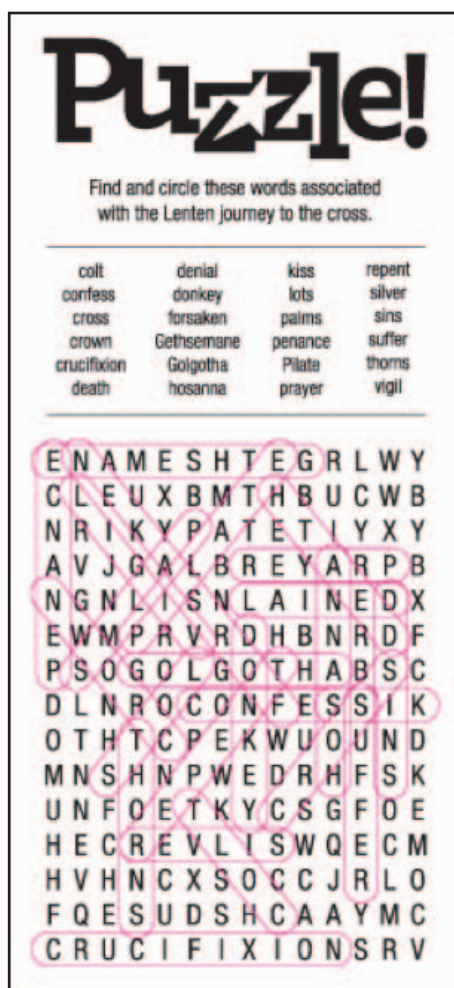 Puzzle!
Find and circle these words associated
with the Lenten journey to the cross.
colt denial kiss repent
confess donkey lots silver
cross forsaken palms sins
crown Gethsemane penance suffer
crucifixion Golgotha Pilate thorns
death hosanna prayer vigil
E N A M E S H T E G R L W Y
C L E U X B M T H B U C W B
N R I K Y P A T E T I Y X Y
A V J G A L B R E Y A R P B
N G N L I S N L A I N E D X
E W M P R V R D H B N R D F
P S O G O L G O T H A B S C
D L N R O C O N F E S S I K
O T H T C P E K W U O U N D
M N S H N P W E D R H F S K
U N F O E T K Y C S G F O E
H E C R E V L I S W Q E C M
H V H N C X S O C C J R L O
F Q E S U D S H C A A Y M C
C R U C I F I X I O N S R V